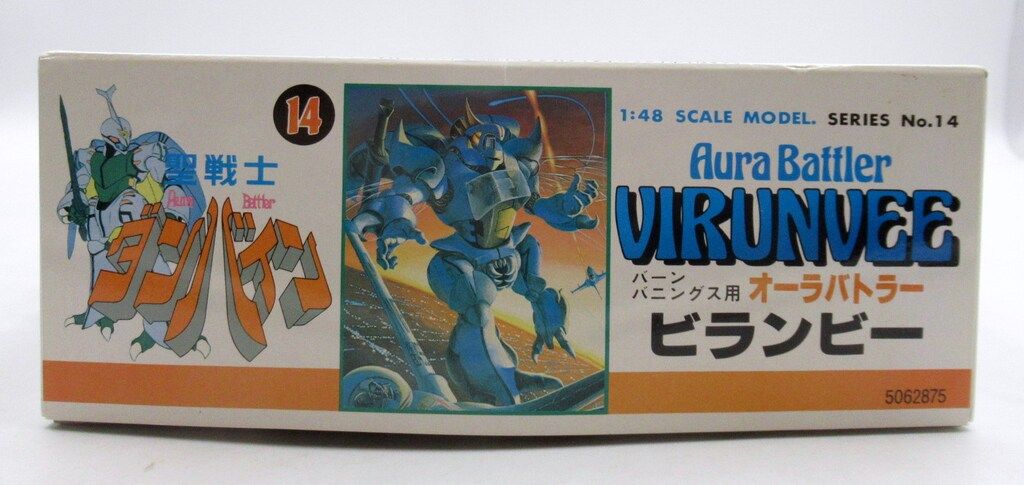 14
聖戦士
Aura Battler
ダンバイン
1:48 SCALE MODEL. SERIES No.14
Aura Battler
VIRUNVEE
バーン
バニングス用 オーラバトラー
ビランビー
5062875